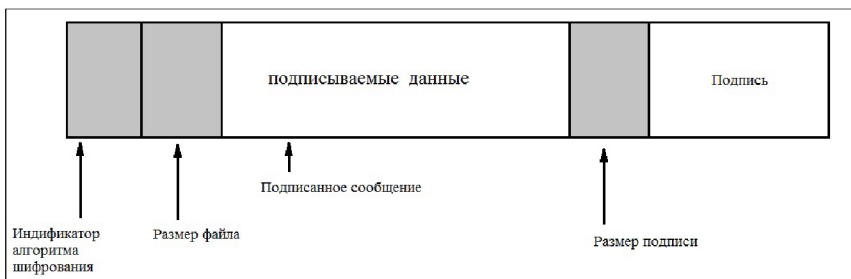 подписываемые данные
Подпись
Подписанное сообщение
Индификатор
алгоритма
шифрования
Размер файла
Размер подписи